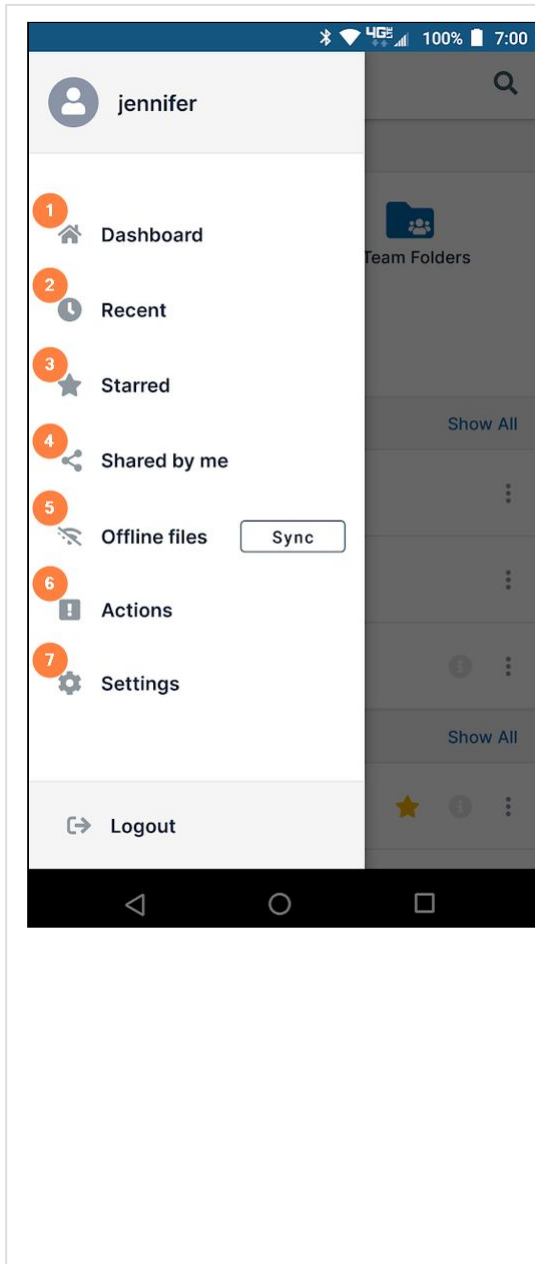 4GE 100% 7:00
jennifer
1
Dashboard
Team Folders
2
Recent
3
Starred
Show All
4
Shared by me
5
Offline files Sync
6
Actions
7
Settings
Show All
Logout